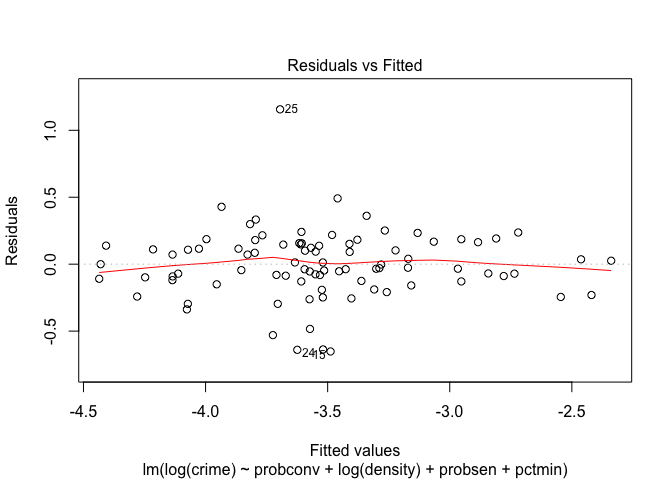 Residuals vs Fitted
Residuals
1.0
0.5
0.0
-0.5
25
24
15
-4.5 -4.0 -3.5 -3.0 -2.5
Fitted values
lm(log(crime) ~ probconv + log(density) + probsen + pctmin)